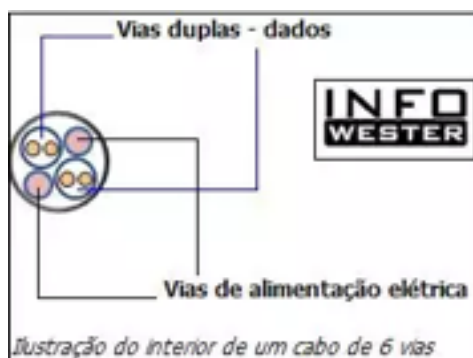 Vias duplas - dados
INFO
WESTER
Vias de alimentação elétrica
Ilustração do interior de um cabo de 6 vias